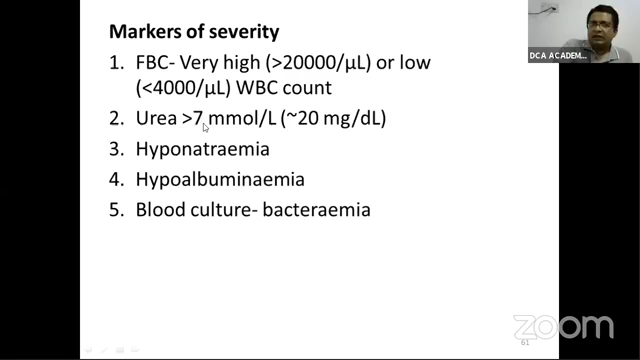 Markers of severity
1. FBC- Very high (>20000/µL) or low
(<4000/µL) WBC count
2. Urea >7 mmol/L (~20 mg/dL)
3. Hyponatraemia
4. Hypoalbuminaemia
5. Blood culture- bacteraemia
DCA ACADEM...
zoom
61